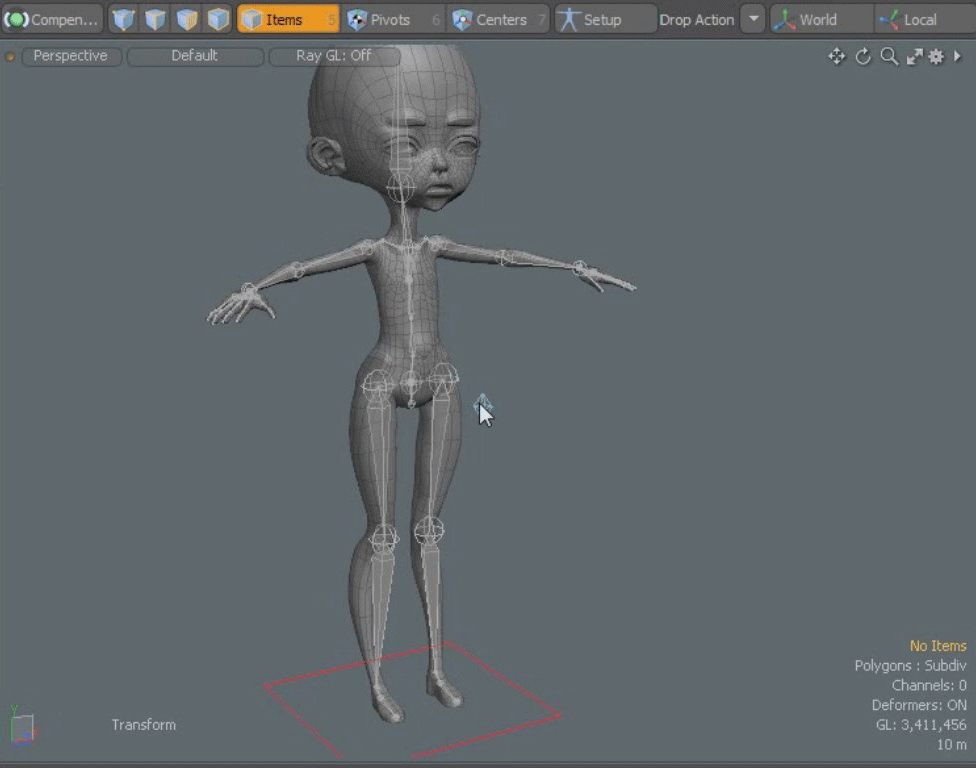 Compen... Items 5 Pivots 6 Centers 7 Setup Drop Action World Local
Perspective Default Ray GL: Off
No Items
Polygons : Subdiv
Channels: 0
Deformers: ON
GL: 3,411,456
10 m
Y
Transform